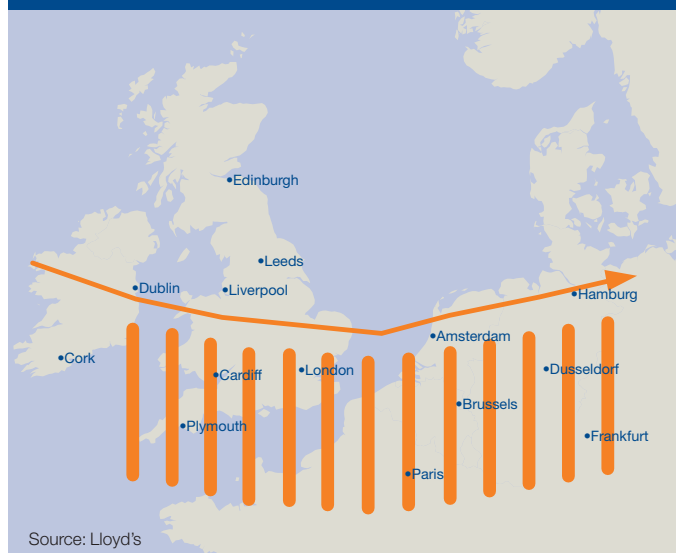 •Edinburgh
•Leeds
•Dublin
•Liverpool
•Hamburg
•Amsterdam
•Cork
•Cardiff
•London
•Dusseldorf
•Brussels
•Plymouth
•Frankfurt
•Paris
Source: Lloyd's